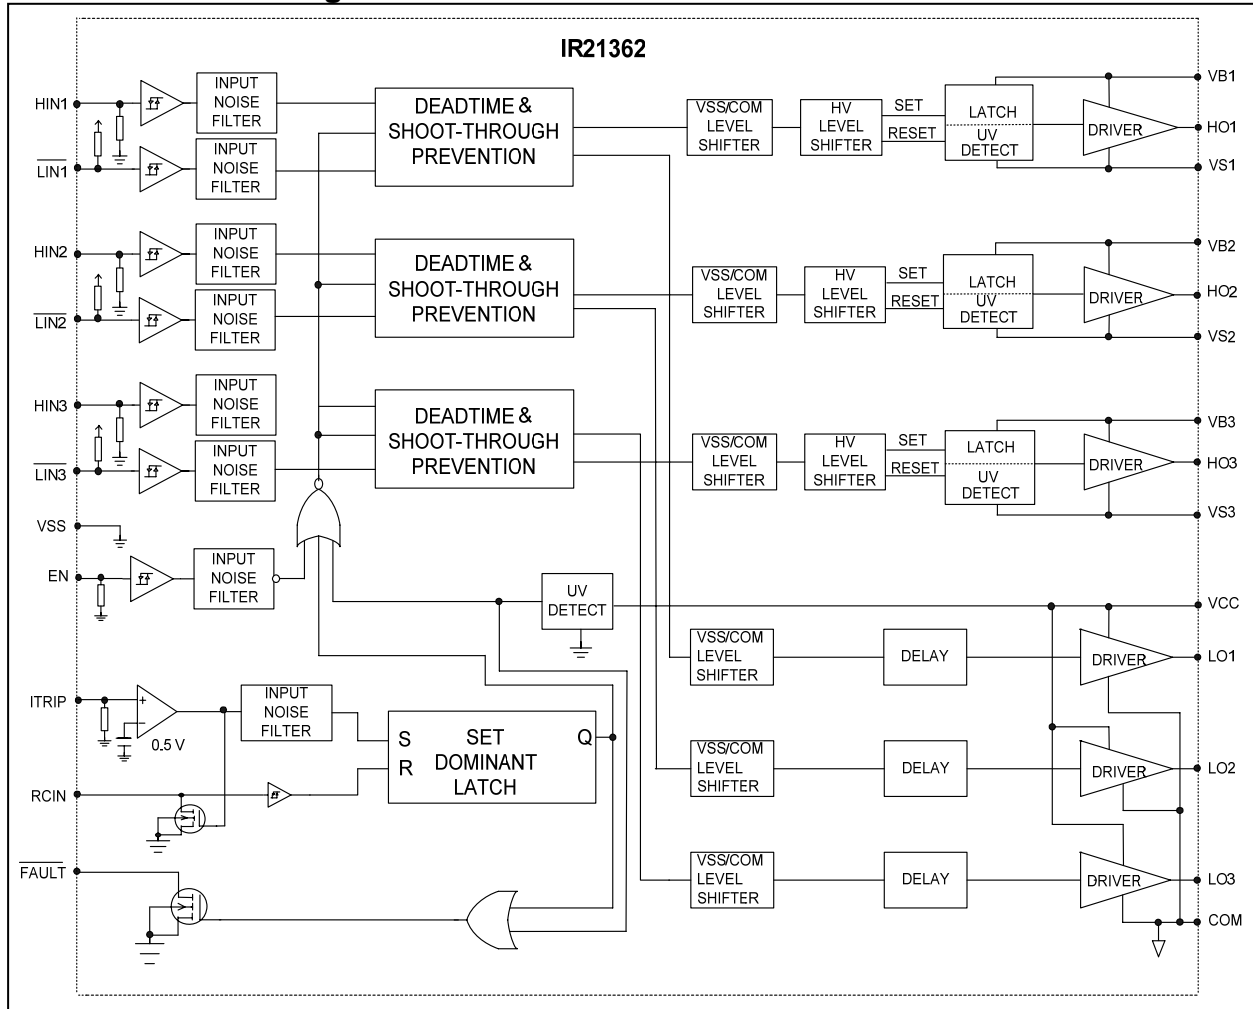 IR21362
HIN1
INPUT
NOISE
FILTER
DEADTIME &
SHOOT-THROUGH
PREVENTION
VSS/COM
LEVEL
SHIFTER
HV
LEVEL
SHIFTER
SET
RESET
LATCH
UV
DETECT
DRIVER
VB1
HO1
VS1
LIN1
INPUT
NOISE
FILTER
HIN2
INPUT
NOISE
FILTER
DEADTIME &
SHOOT-THROUGH
PREVENTION
VSS/COM
LEVEL
SHIFTER
HV
LEVEL
SHIFTER
SET
RESET
LATCH
UV
DETECT
DRIVER
VB2
HO2
VS2
LIN2
INPUT
NOISE
FILTER
HIN3
INPUT
NOISE
FILTER
DEADTIME &
SHOOT-THROUGH
PREVENTION
VSS/COM
LEVEL
SHIFTER
HV
LEVEL
SHIFTER
SET
RESET
LATCH
UV
DETECT
DRIVER
VB3
HO3
VS3
LIN3
INPUT
NOISE
FILTER
VSS
EN
INPUT
NOISE
FILTER
UV
DETECT
VCC
VSS/COM
LEVEL
SHIFTER
DELAY
DRIVER
LO1
ITRIP
+
−
0.5 V
INPUT
NOISE
FILTER
S
R
SET
DOMINANT
LATCH
Q
VSS/COM
LEVEL
SHIFTER
DELAY
DRIVER
LO2
RCIN
FAULT
VSS/COM
LEVEL
SHIFTER
DELAY
DRIVER
LO3
COM